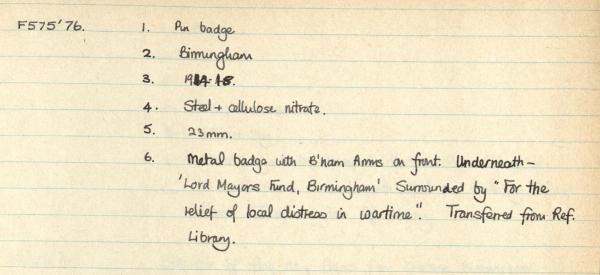 F575'76. 1. Pin badge
2. Birmingham
3. 1914-18.
4. Steel + cellulose nitrate.
5. 23mm.
6. Metal badge with B'ham Arms on front. Underneath -
'Lord Mayors Fund, Birmingham' Surrounded by "For the
relief of local distress in wartime". Transferred from Ref.
Library.